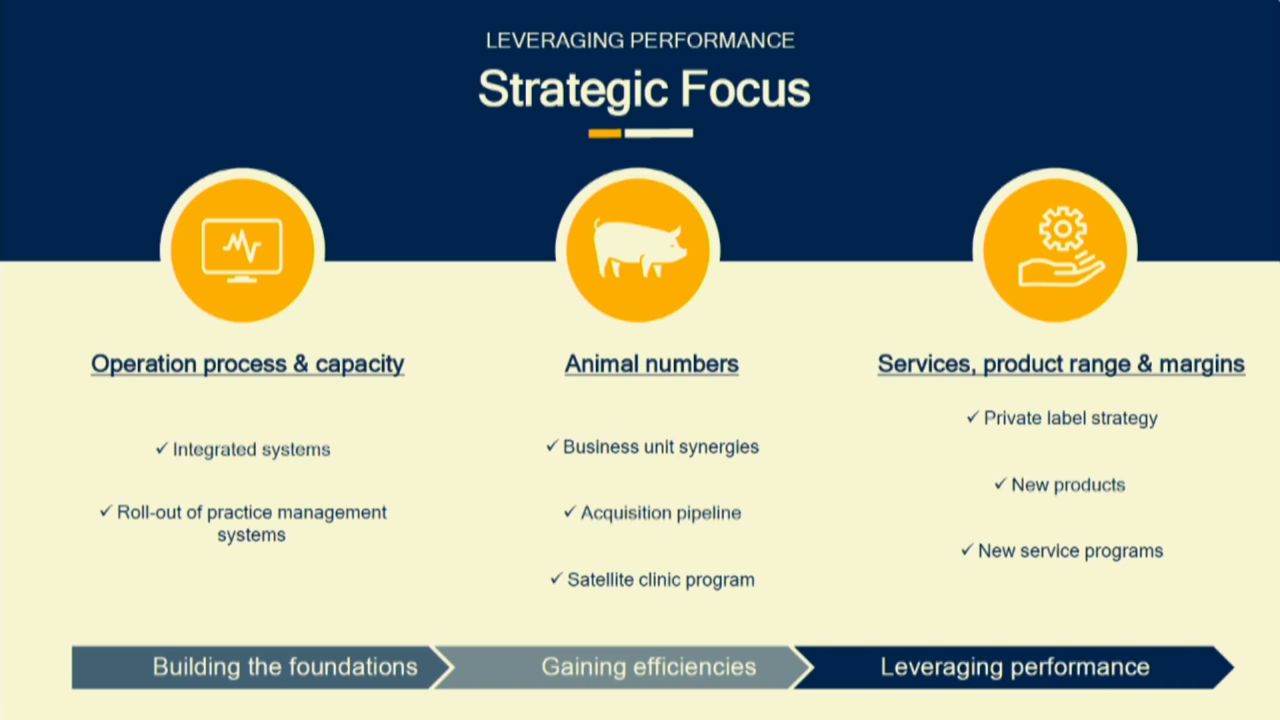 LEVERAGING PERFORMANCE
Strategic Focus
Operation process & capacity
✓ Integrated systems
✓ Roll-out of practice management
systems
Animal numbers
✓ Business unit synergies
✓ Acquisition pipeline
✓ Satellite clinic program
Services, product range & margins
✓ Private label strategy
✓ New products
✓ New service programs
Building the foundations
Gaining efficiencies
Leveraging performance